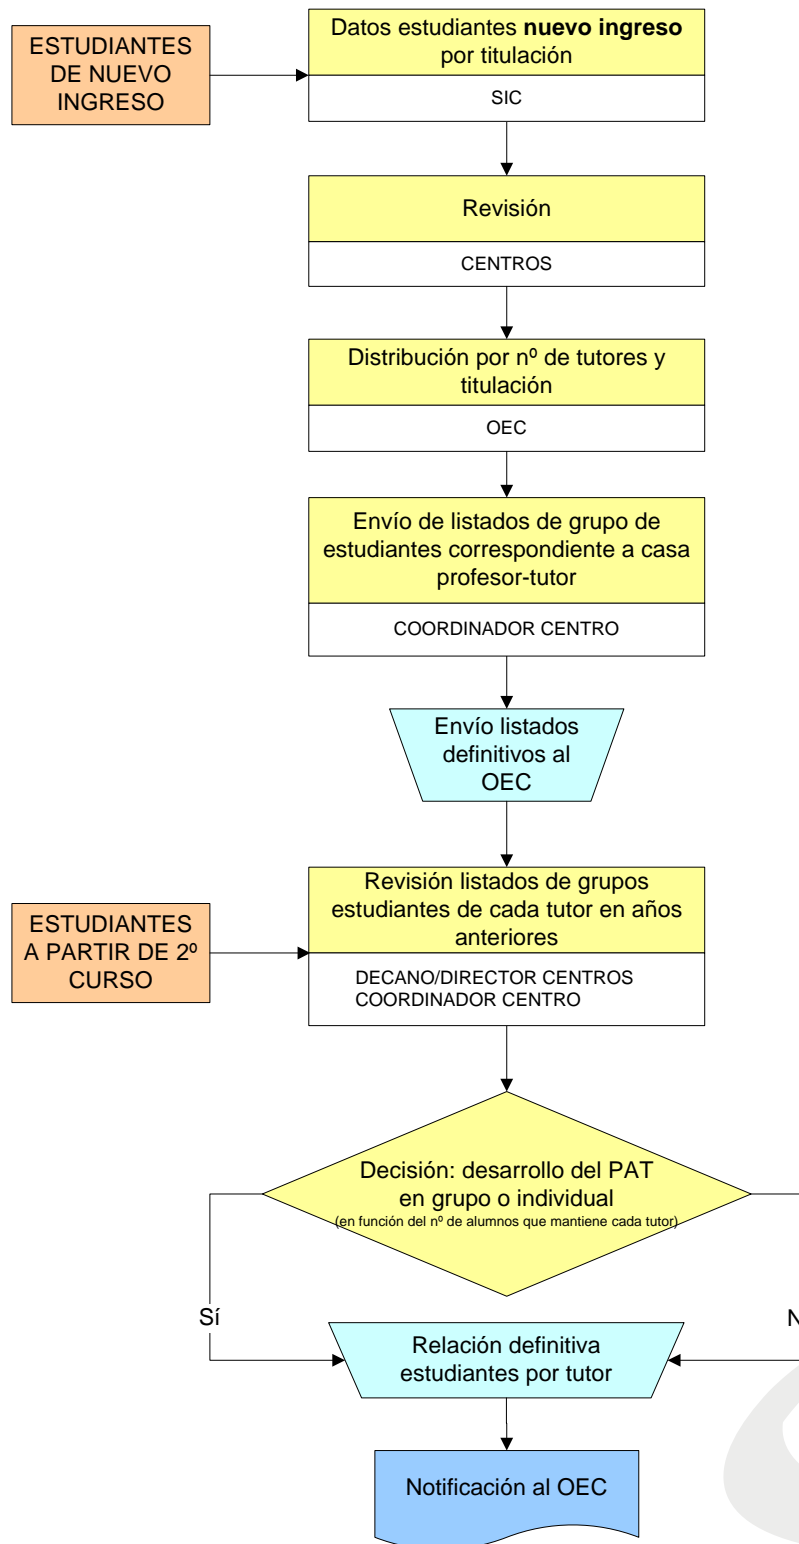 ESTUDIANTES
DE NUEVO
INGRESO
Datos estudiantes nuevo ingreso
por titulación
SIC
Revisión
CENTROS
Distribución por nº de tutores y
titulación
OEC
Envío de listados de grupo de
estudiantes correspondiente a casa
profesor-tutor
COORDINADOR CENTRO
Envío listados
definitivos al
OEC
ESTUDIANTES
A PARTIR DE 2º
CURSO
Revisión listados de grupos
estudiantes de cada tutor en años
anteriores
DECANO/DIRECTOR CENTROS
COORDINADOR CENTRO
Decisión: desarrollo del PAT
en grupo o individual
(en función del nº de alumnos que mantiene cada tutor)
Sí
N
Relación definitiva
estudiantes por tutor
Notificación al OEC